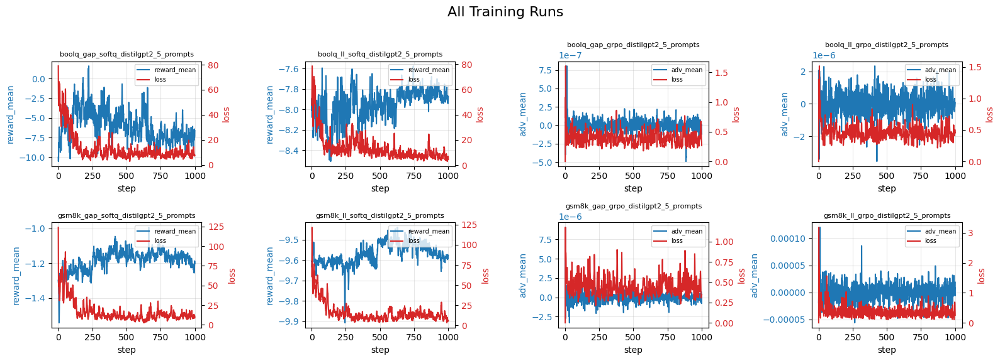 All Training Runs
boolq_gap_softq_distilgpt2_5_prompts
reward_mean
loss
0.0
−2.5
−5.0
−7.5
−10.0
reward_mean
80
60
40
20
0
loss
0 250 500 750 1000
step
boolq_ll_softq_distilgpt2_5_prompts
reward_mean
loss
−7.6
−7.8
−8.0
−8.2
−8.4
reward_mean
80
60
40
20
0
loss
0 250 500 750 1000
step
boolq_gap_grpo_distilgpt2_5_prompts
1e−7
adv_mean
loss
7.5
5.0
2.5
0.0
−2.5
−5.0
adv_mean
1.5
1.0
0.5
0.0
loss
0 250 500 750 1000
step
boolq_ll_grpo_distilgpt2_5_prompts
1e−6
adv_mean
loss
2
0
−2
adv_mean
1.5
1.0
0.5
0.0
loss
0 250 500 750 1000
step
gsm8k_gap_softq_distilgpt2_5_prompts
reward_mean
loss
−1.0
−1.2
−1.4
reward_mean
125
100
75
50
25
0
loss
0 250 500 750 1000
step
gsm8k_ll_softq_distilgpt2_5_prompts
reward_mean
loss
−9.5
−9.6
−9.7
−9.8
−9.9
reward_mean
125
100
75
50
25
0
loss
0 250 500 750 1000
step
gsm8k_gap_grpo_distilgpt2_5_prompts
1e−6
adv_mean
loss
7.5
5.0
2.5
0.0
−2.5
adv_mean
1.00
0.75
0.50
0.25
0.00
loss
0 250 500 750 1000
step
gsm8k_ll_grpo_distilgpt2_5_prompts
adv_mean
loss
0.00010
0.00005
0.00000
−0.00005
adv_mean
3
2
1
0
loss
0 250 500 750 1000
step